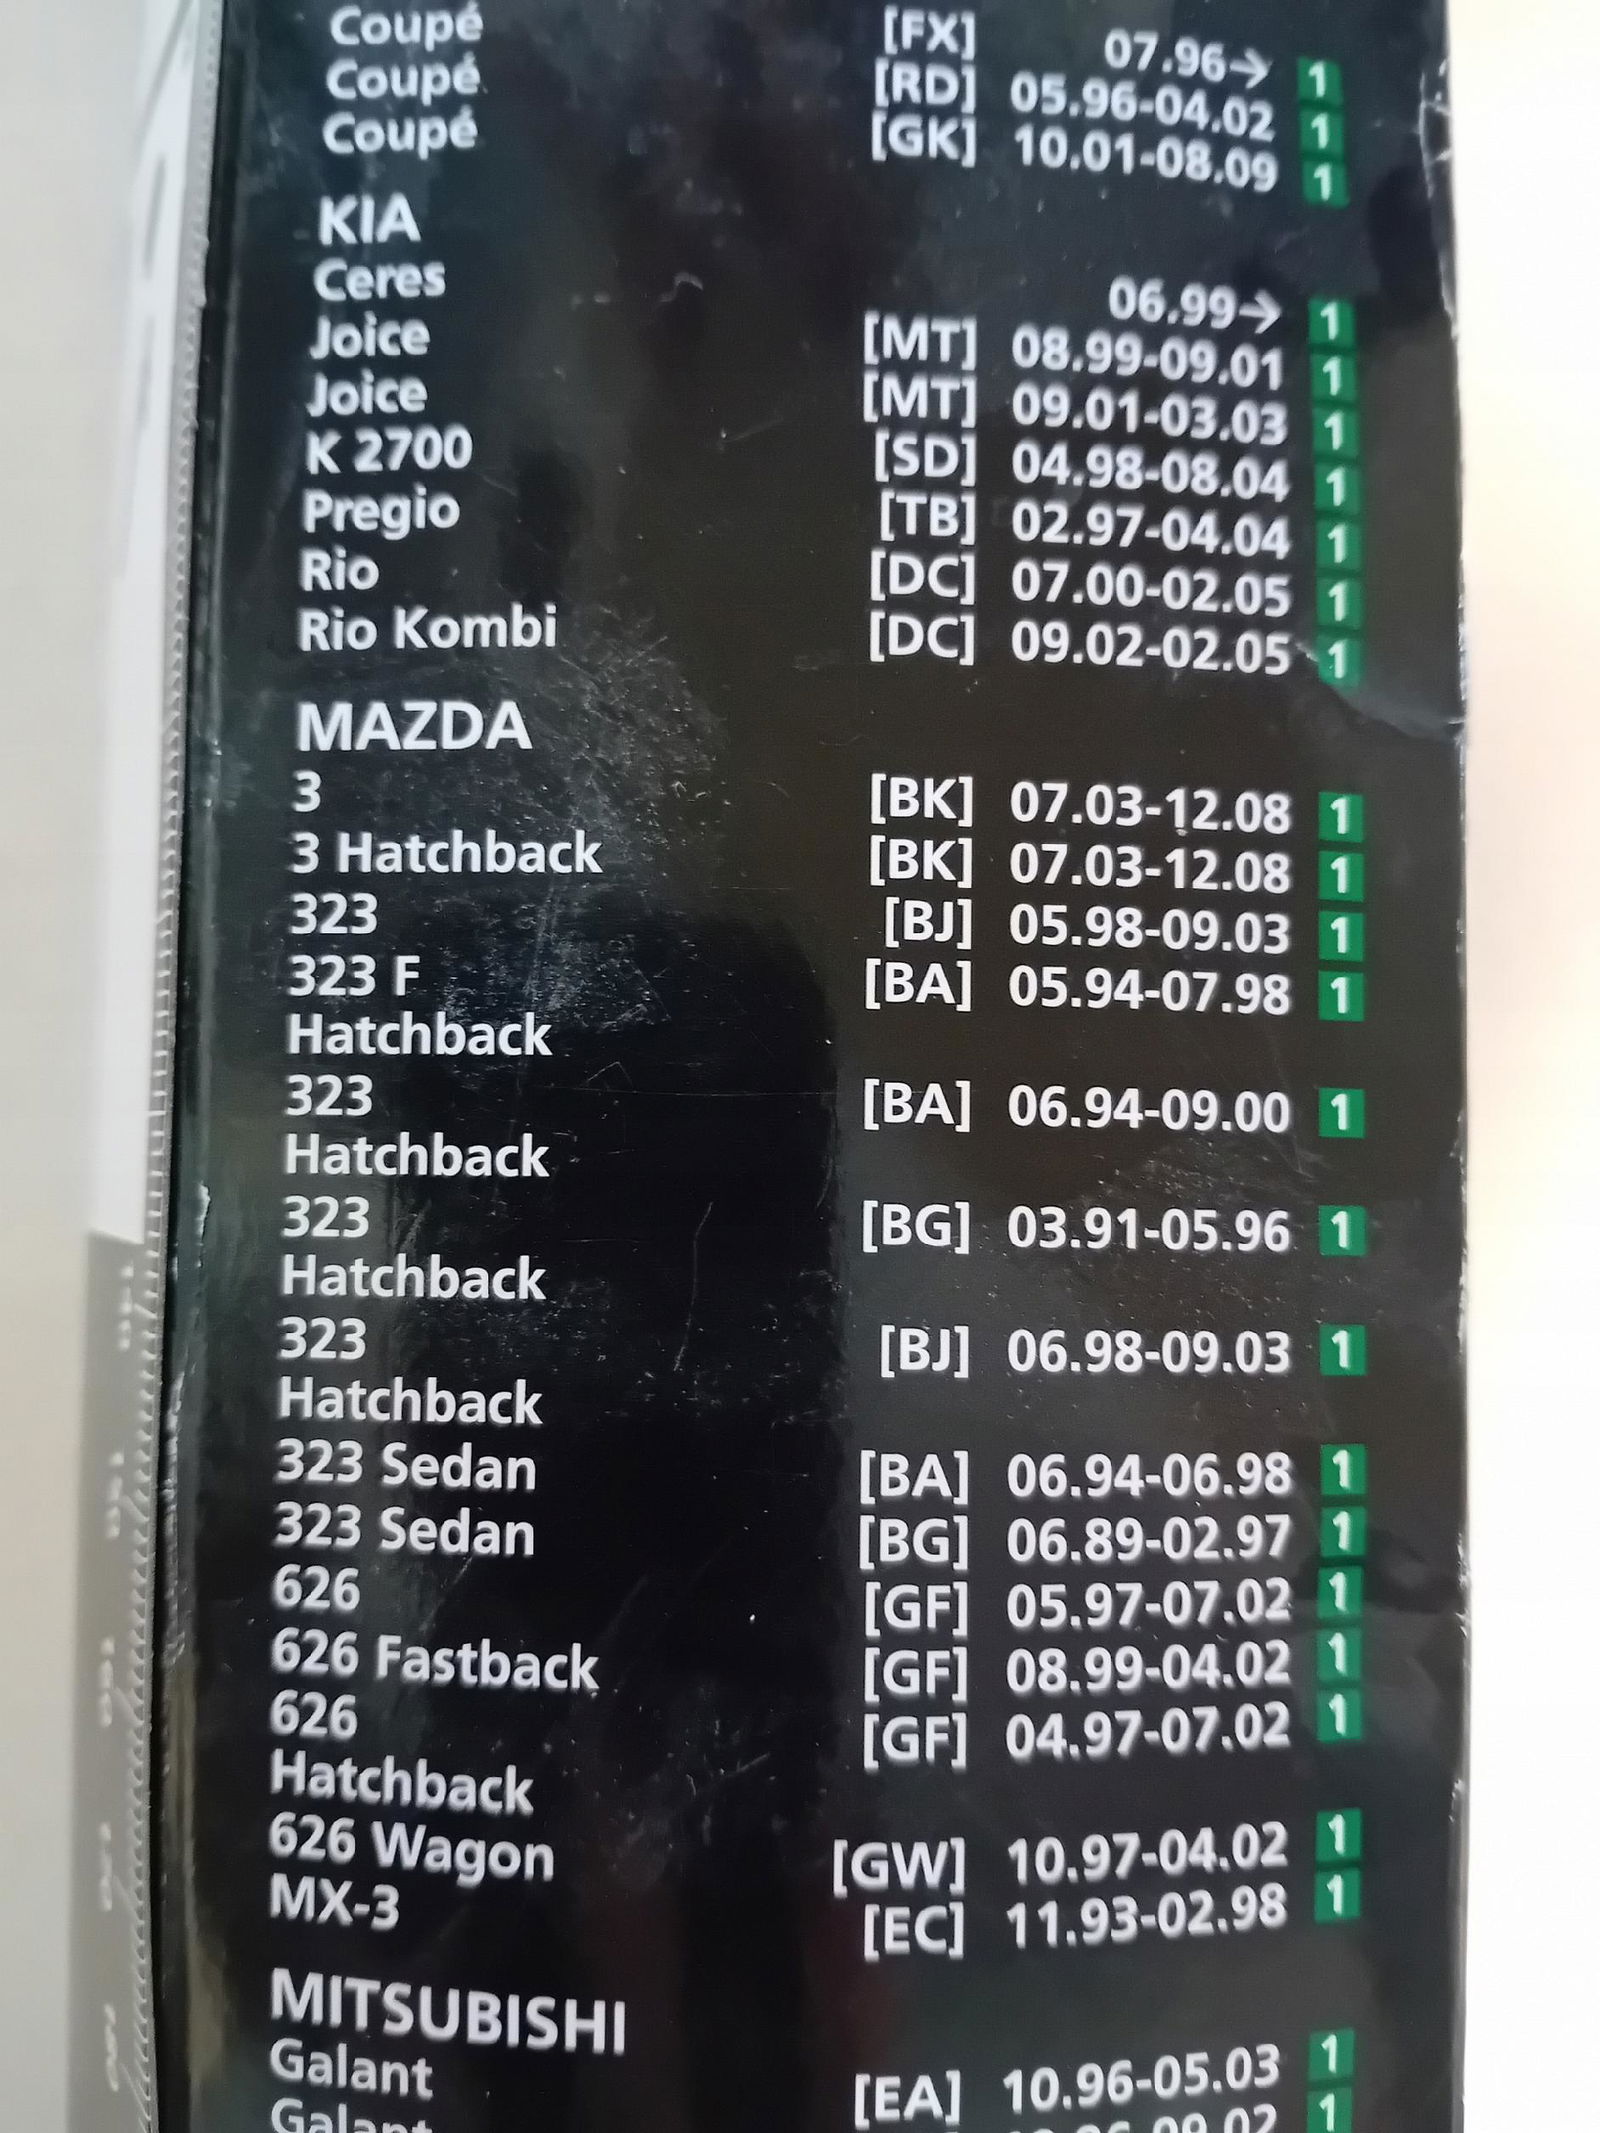 Coupé [FX] 07.96→ 1
Coupé [RD] 05.96-04.02 1
Coupé [GK] 10.01-08.09 1
KIA
Ceres 06.99→ 1
Joice [MT] 08.99-09.01 1
Joice [MT] 09.01-03.03 1
K 2700 [SD] 04.98-08.04 1
Pregio [TB] 02.97-04.04 1
Rio [DC] 07.00-02.05 1
Rio Kombi [DC] 09.02-02.05 1
MAZDA
3 [BK] 07.03-12.08 1
3 Hatchback [BK] 07.03-12.08 1
323 [BJ] 05.98-09.03 1
323 F [BA] 05.94-07.98 1
Hatchback
323 [BA] 06.94-09.00 1
Hatchback
323 [BG] 03.91-05.96 1
Hatchback
323 [BJ] 06.98-09.03 1
Hatchback
323 Sedan [BA] 06.94-06.98 1
323 Sedan [BG] 06.89-02.97 1
626 [GF] 05.97-07.02 1
626 Fastback [GF] 08.99-04.02 1
626 [GF] 04.97-07.02 1
Hatchback
626 Wagon [GW] 10.97-04.02 1
MX-3 [EC] 11.93-02.98 1
MITSUBISHI
Galant [EA] 10.96-05.03 1
Galant 1